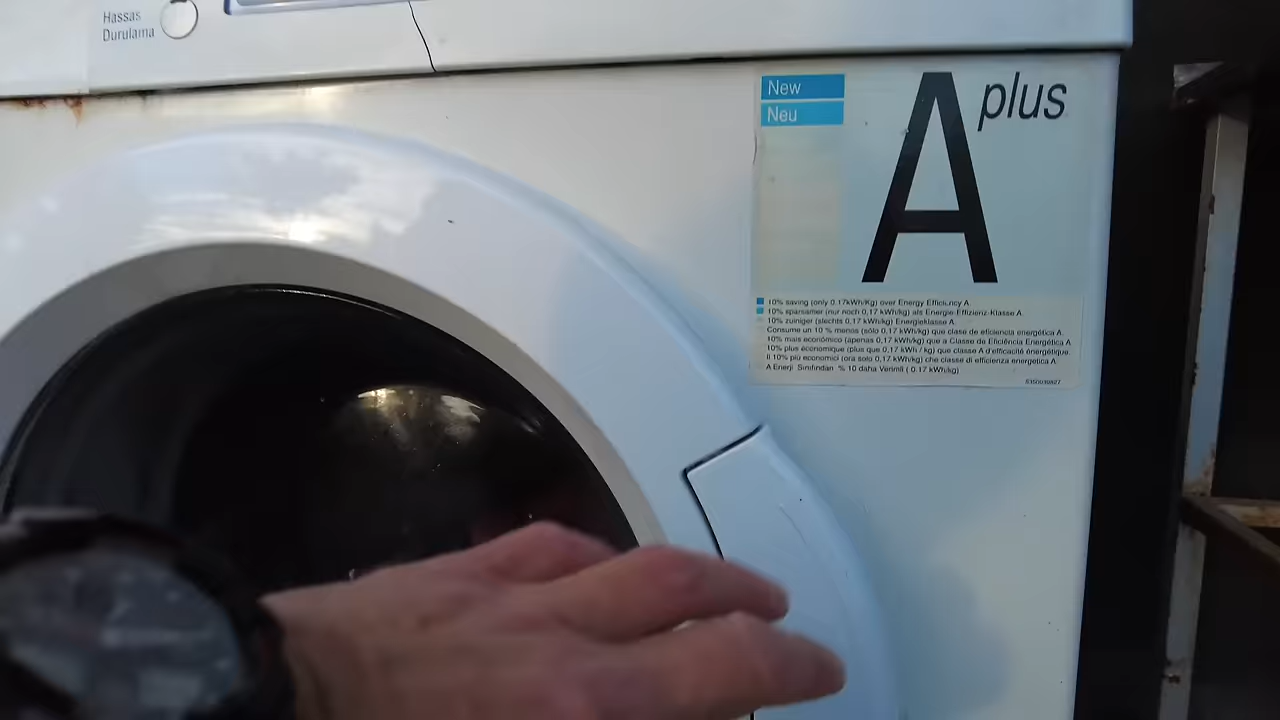 Hassas
Durulama
New
Neu
A plus
10% saving (only 0.17kWh/Kg) over Energy Efficiency A
10% sparsamer (nur noch 0,17 kWh/kg) als Energie-Effizienz-Klasse A.
10% zuiniger (slechts 0,17 kWh/kg) Energieklasse A.
Consume un 10 % menos (sólo 0,17 kWh/kg) que clase de eficiencia energética A.
10% mais económico (apenas 0,17 kWh/kg) que a Classe de Eficiência Energética A
10% plus économique (plus que 0,17 kWh / kg) que classe A d'efficacité énergétique.
Il 10% più economici (ora solo 0,17 kWh/kg) che classe di efficienza energetica A
A Enerji Sınıfından % 10 daha Verimli ( 0.17 kWh/kg)